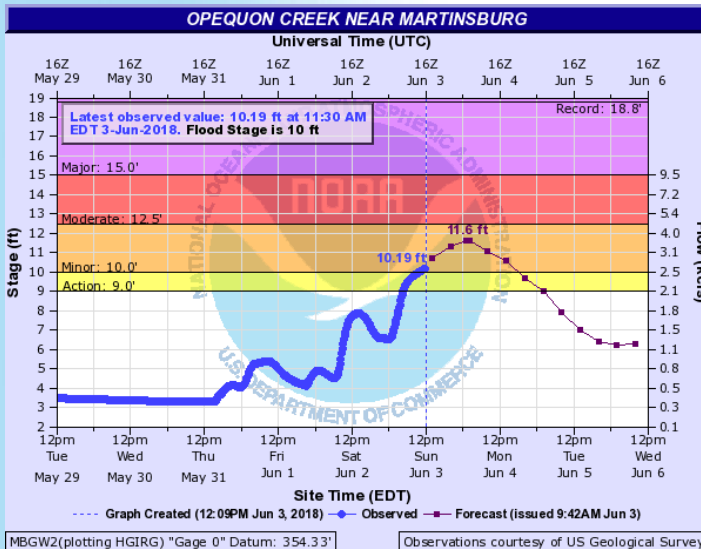 OPEQUON CREEK NEAR MARTINSBURG
Universal Time (UTC)
16Z 16Z 16Z 16Z 16Z 16Z 16Z 16Z 16Z
May 29 May 30 May 31 Jun 1 Jun 2 Jun 3 Jun 4 Jun 5 Jun 6
Latest observed value: 10.19 ft at 11:30 AM
EDT 3-Jun-2018. Flood Stage is 10 ft
Record: 18.8'
Major: 15.0'
Moderate: 12.5'
Minor: 10.0'
Action: 9.0'
10.19 ft
11.6 ft
Stage (ft)
19
18
17
16
15
14
13
12
11
10
9
8
7
6
5
4
3
2
Flow (kcfs)
9.5
7.2
5.4
4.0
3.1
2.5
2.1
1.8
1.5
1.1
0.8
0.5
0.3
0.1
NATIONAL OCEANIC AND ATMOSPHERIC ADMINISTRATION
NOAA
U.S. DEPARTMENT OF COMMERCE
12pm 12pm 12pm 12pm 12pm 12pm 12pm 12pm 12pm
Tue Wed Thu Fri Sat Sun Mon Tue Wed
May 29 May 30 May 31 Jun 1 Jun 2 Jun 3 Jun 4 Jun 5 Jun 6
Site Time (EDT)
Graph Created (12:09PM Jun 3, 2018) Observed Forecast (issued 9:42AM Jun 3)
MBGW2(plotting HGIRG) "Gage 0" Datum: 354.33'
Observations courtesy of US Geological Survey